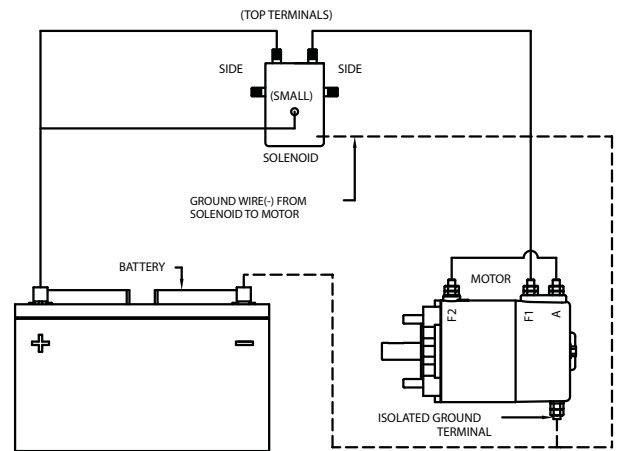 (TOP TERMINALS)
SIDE
SIDE
(SMALL)
SOLENOID
GROUND WIRE(-) FROM
SOLENOID TO MOTOR
BATTERY
MOTOR
F2
F1
A
+
-
ISOLATED GROUND
TERMINAL